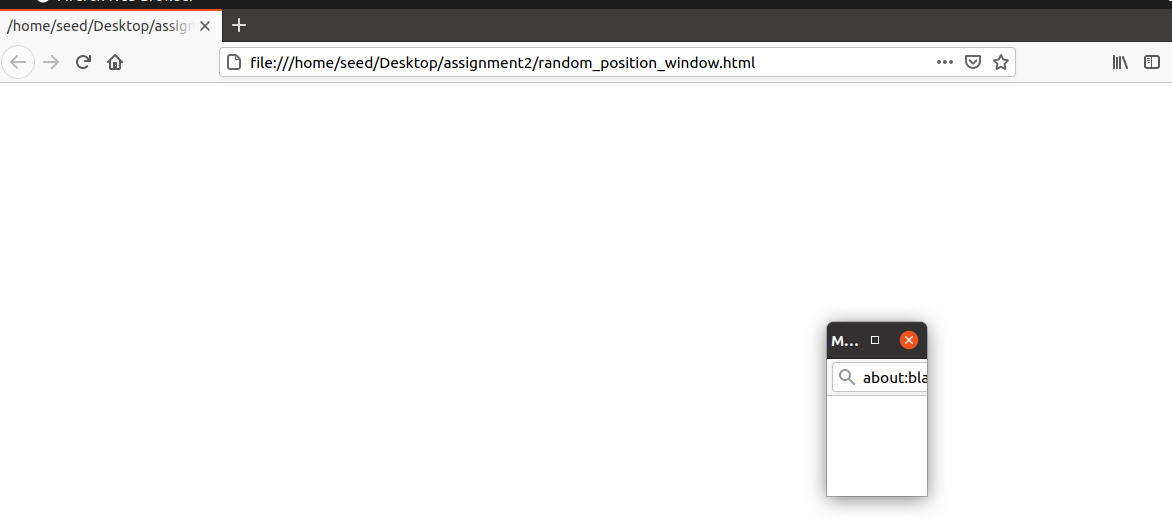 /home/seed/Desktop/assign
file:///home/seed/Desktop/assignment2/random_position_window.html
M...
about:bla